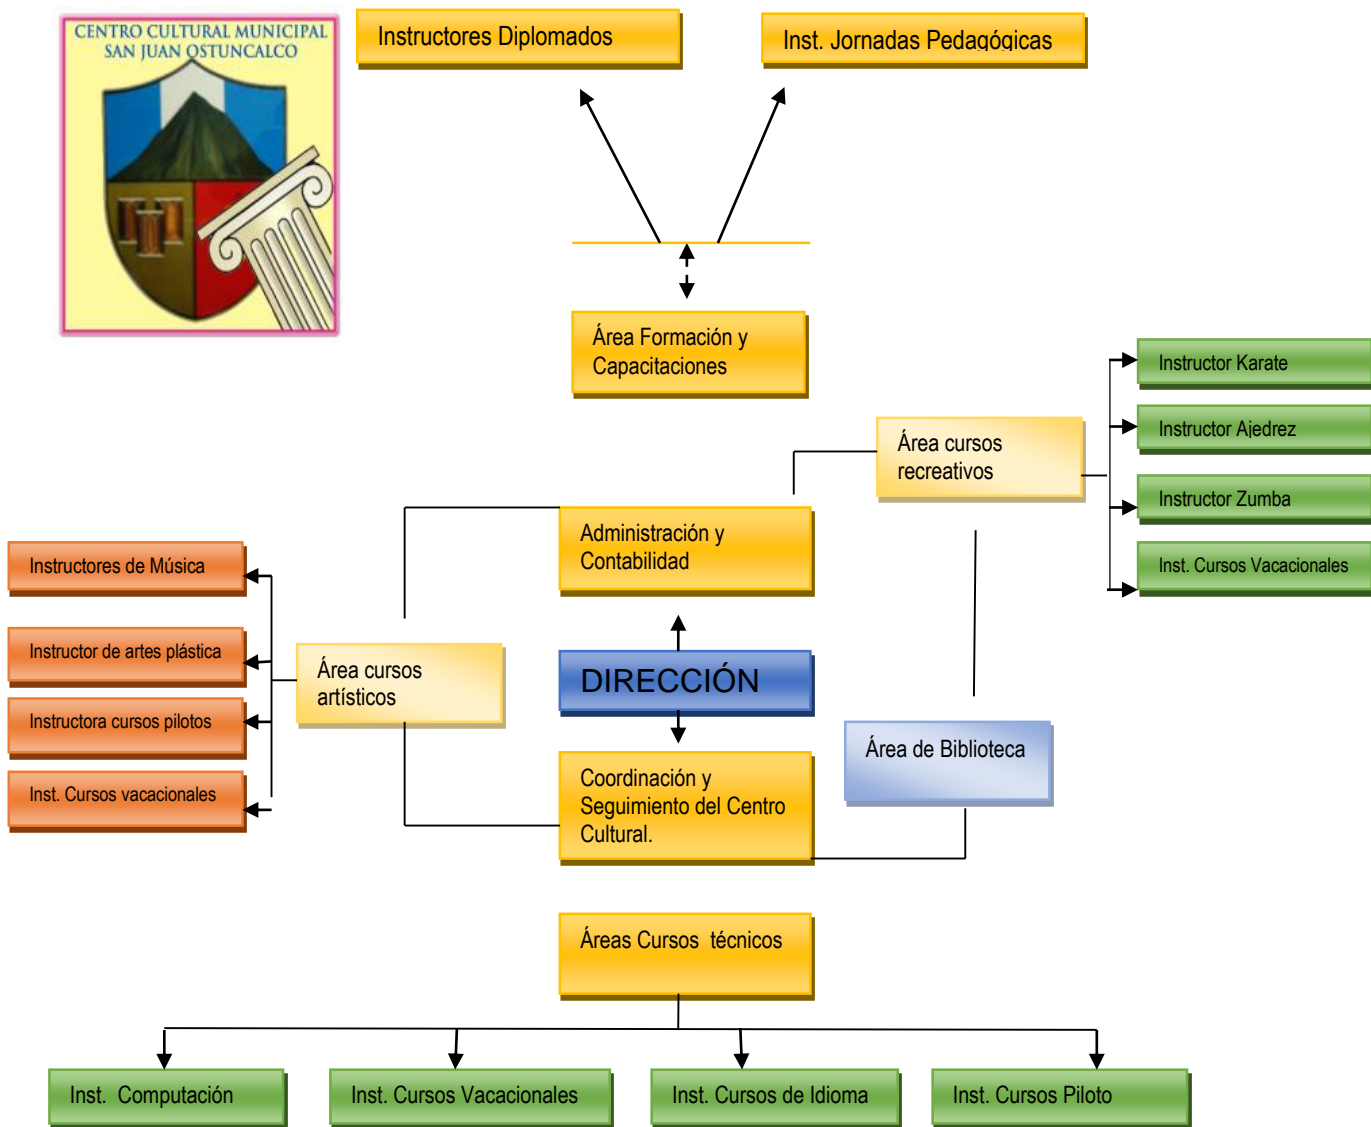 CENTRO CULTURAL MUNICIPAL
SAN JUAN OSTUNCALCO
Instructores Diplomados
Inst. Jornadas Pedagógicas
Área Formación y
Capacitaciones
Área cursos
recreativos
Instructor Karate
Instructor Ajedrez
Instructor Zumba
Inst. Cursos Vacacionales
Administración y
Contabilidad
Instructores de Música
Instructor de artes plástica
Instructora cursos pilotos
Inst. Cursos vacacionales
Área cursos
artísticos
DIRECCIÓN
Área de Biblioteca
Coordinación y
Seguimiento del Centro
Cultural.
Áreas Cursos  técnicos
Inst.  Computación
Inst. Cursos Vacacionales
Inst. Cursos de Idioma
Inst. Cursos Piloto